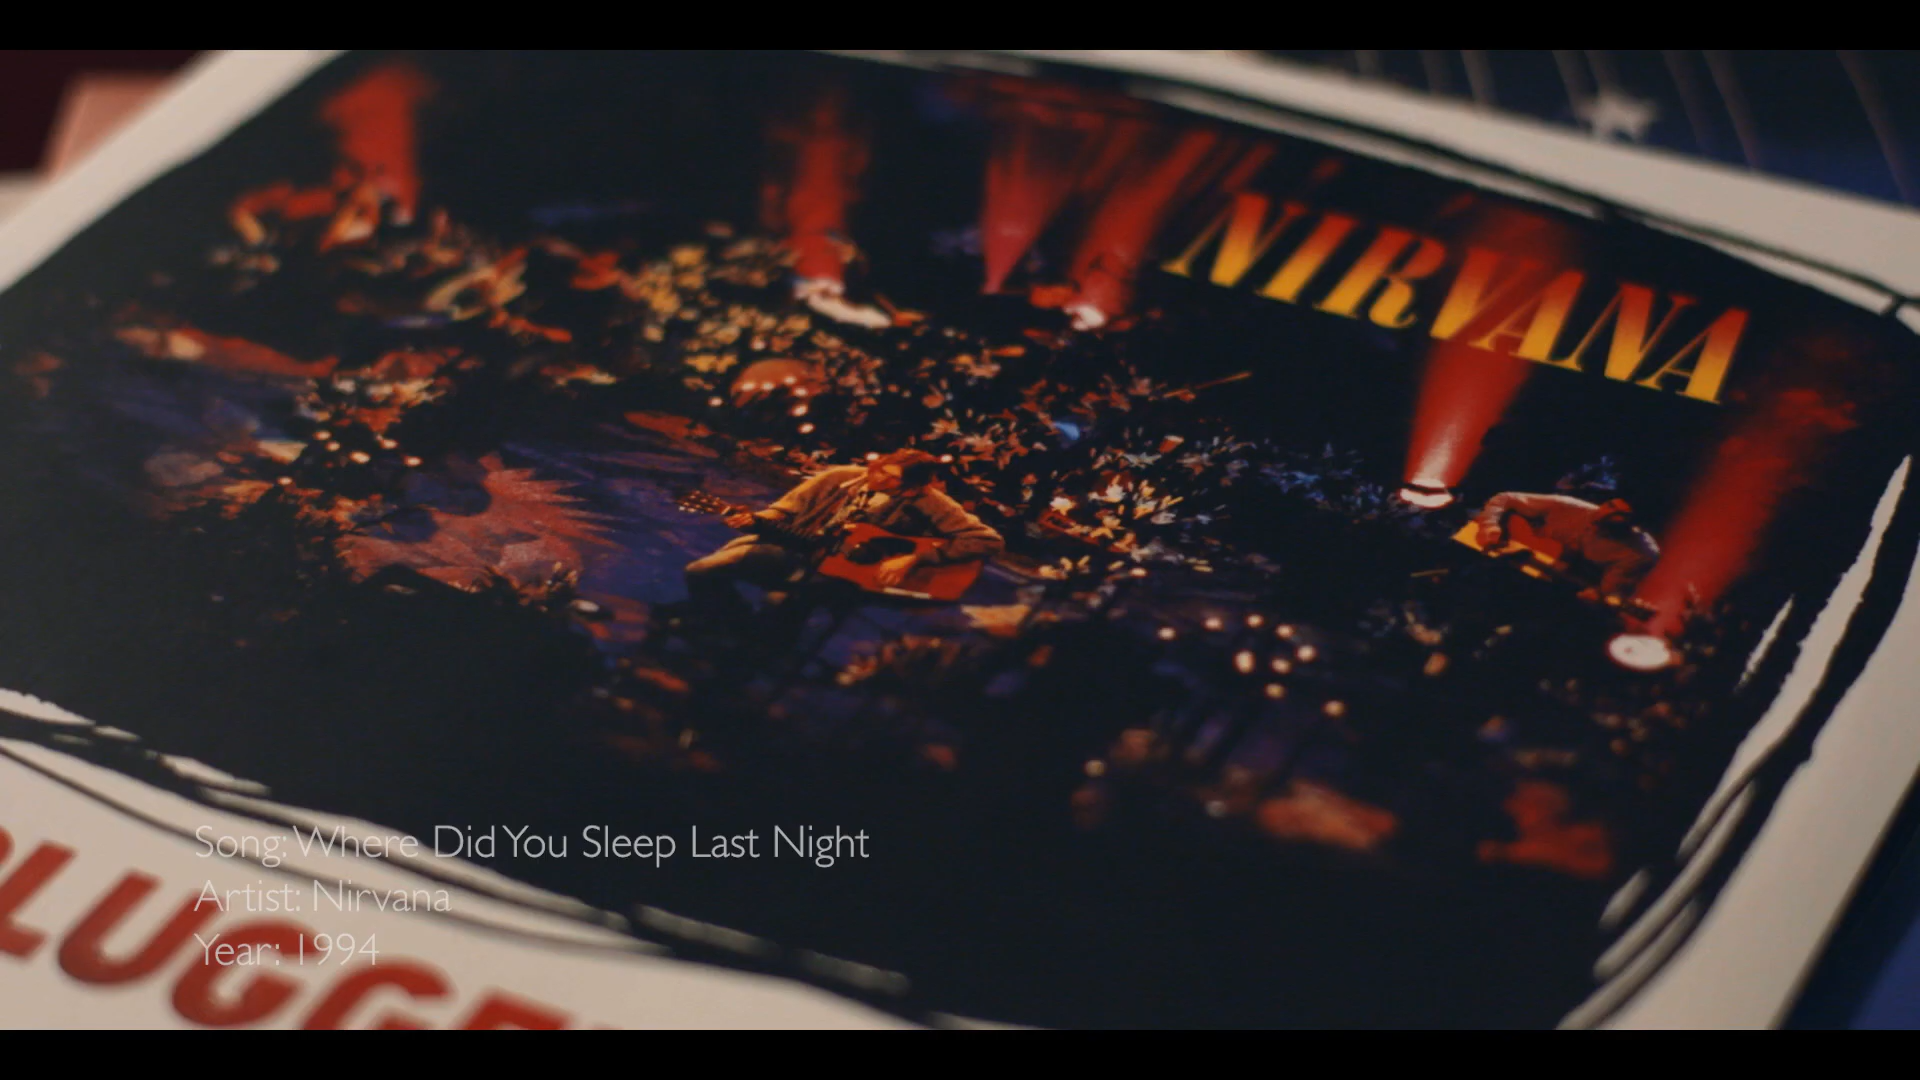 NIRVANA
Song: Where Did You Sleep Last Night
Artist: Nirvana
Year: 1994